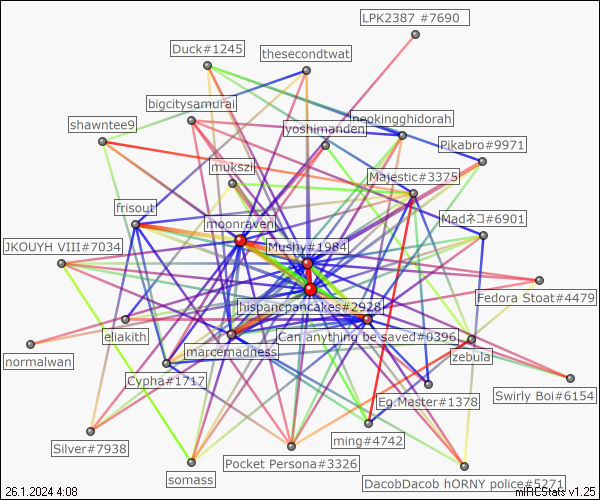 LPK2387 #7690
Duck#1245
thesecondtwat
bigcitysamurai
neokingghidorah
shawntee9
yoshimanden
Pikabro#9971
mukszi
Majestic#3375
frisout
moonraven
Madネコ#6901
JKOUYH VIII#7034
Mushy#1984
Fedora Stoat#4479
hispancpancakes#2928
eliakith
Can anything be saved#0396
marcemadness
zebula
normalwan
Cypha#1717
Swirly Boi#6154
Eg.Master#1378
Silver#7938
ming#4742
Pocket Persona#3326
somass
DacobDacob hORNY police#5271
26.1.2024 4:08
mIRCStats v1.25